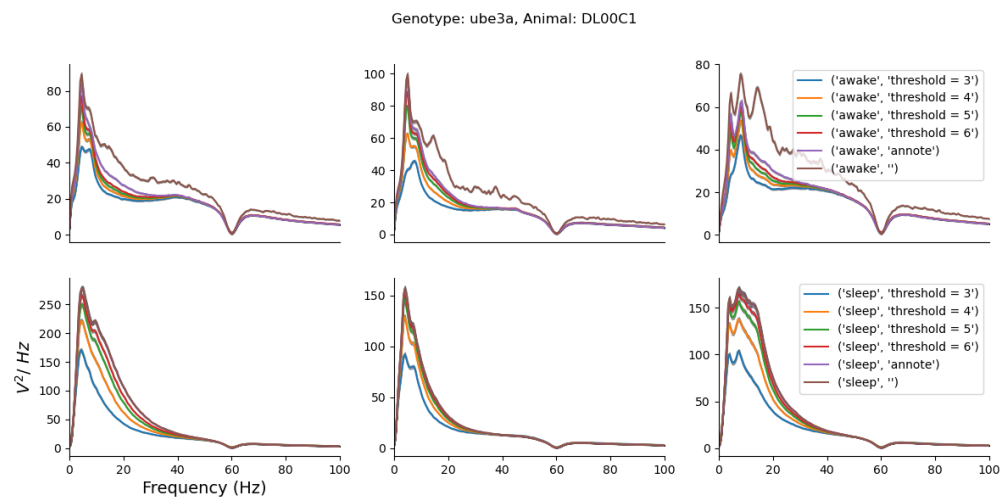 Genotype: ube3a, Animal: DL00C1
80
60
40
20
0
100
80
60
40
20
0
80
60
40
20
0
('awake', 'threshold = 3')
('awake', 'threshold = 4')
('awake', 'threshold = 5')
('awake', 'threshold = 6')
('awake', 'annote')
('awake', '')
250
200
150
100
50
0
0 20 40 60 80 100
150
100
50
0
0 20 40 60 80 100
150
100
50
0
0 20 40 60 80 100
('sleep', 'threshold = 3')
('sleep', 'threshold = 4')
('sleep', 'threshold = 5')
('sleep', 'threshold = 6')
('sleep', 'annote')
('sleep', '')
V²/ Hz
Frequency (Hz)